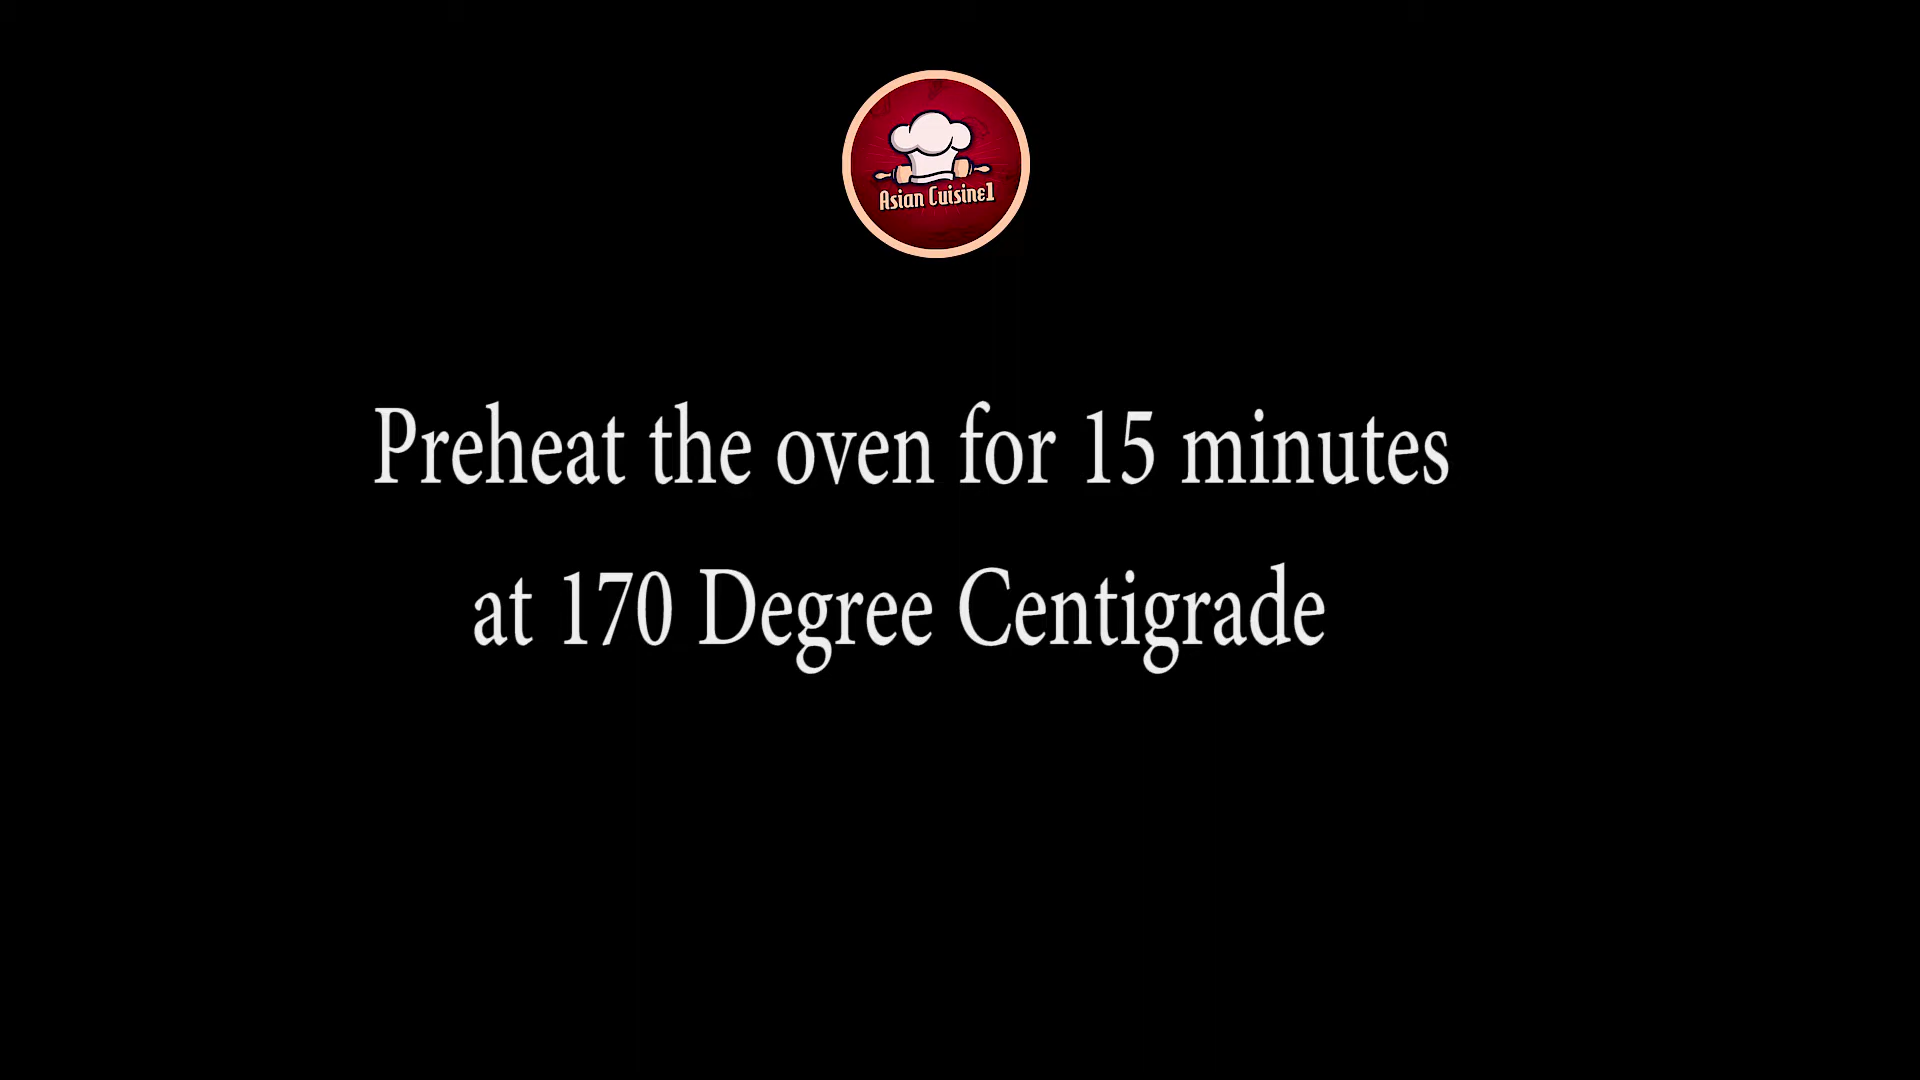 Asian Cuisine1
Preheat the oven for 15 minutes
at 170 Degree Centigrade